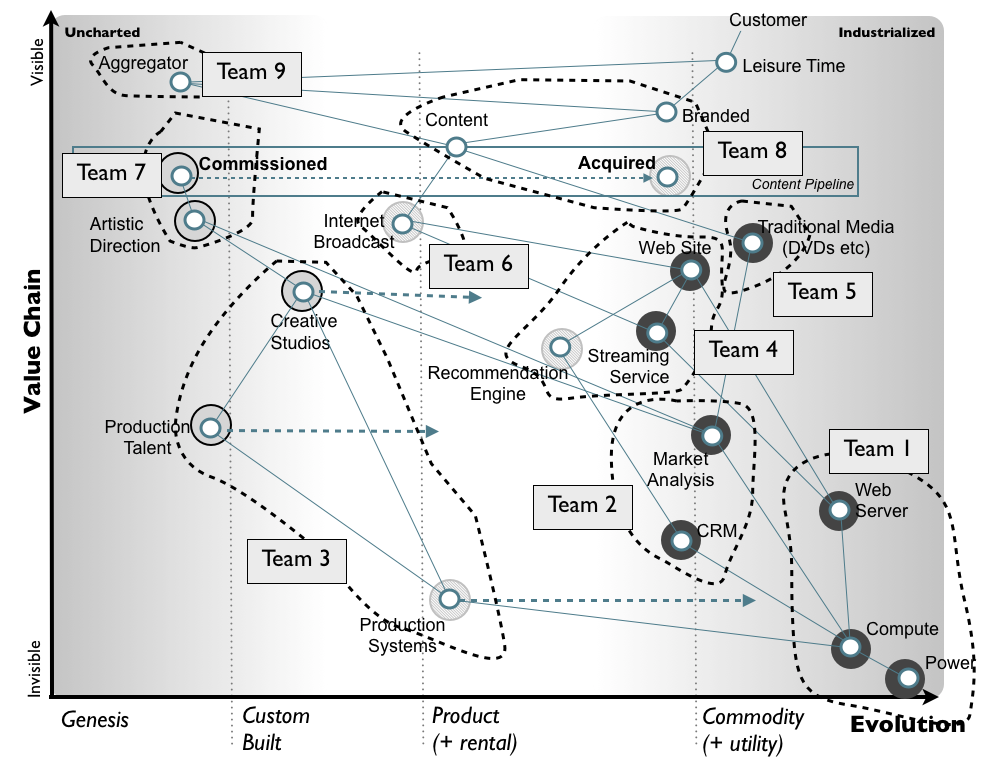 Customer
Uncharted
Industrialized
Visible
Aggregator
Team 9
Leisure Time
Content
Branded
Team 8
Team 7
Commissioned
Acquired
Content Pipeline
Artistic
Direction
Internet
Broadcast
Web Site
Traditional Media
(DVDs etc)
Team 6
Team 5
Creative
Studios
Streaming
Service
Team 4
Recommendation
Engine
Value Chain
Production
Talent
Market
Analysis
Team 1
Web
Server
Team 2
CRM
Team 3
Production
Systems
Compute
Power
Invisible
Genesis
Custom
Built
Product
(+ rental)
Commodity
(+ utility)
Evolution